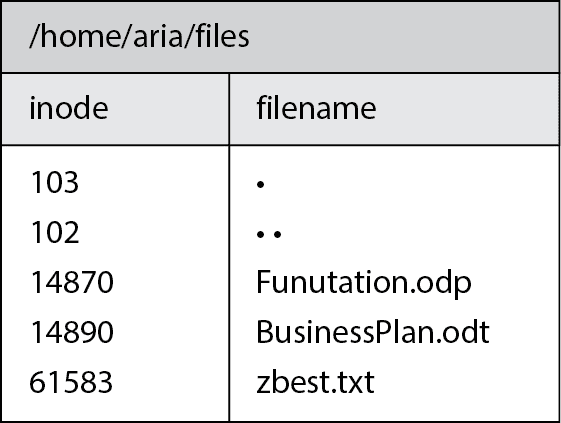 /home/aria/files
inode filename
103 .
102 ..
14870 Funutation.odp
14890 BusinessPlan.odt
61583 zbest.txt